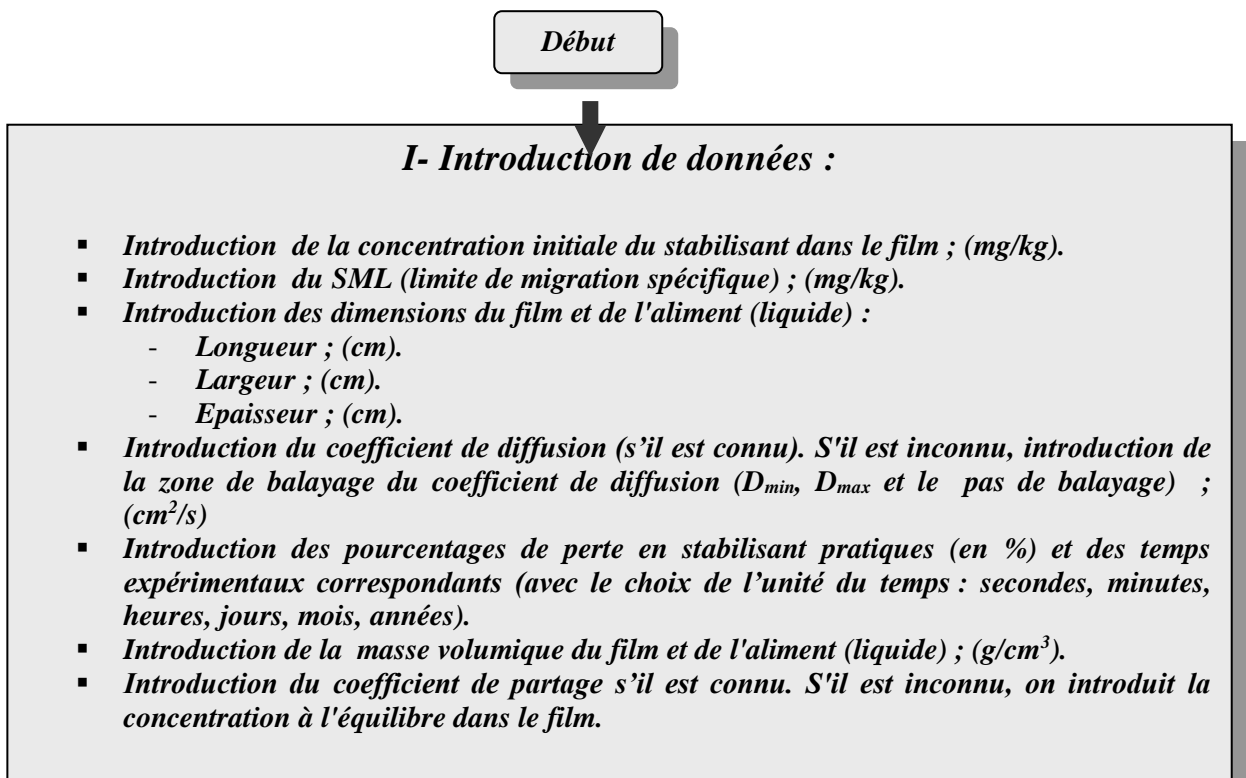 Début
I- Introduction de données :
▪ Introduction de la concentration initiale du stabilisant dans le film ; (mg/kg).
▪ Introduction du SML (limite de migration spécifique) ; (mg/kg).
▪ Introduction des dimensions du film et de l'aliment (liquide) :
- Longueur ; (cm).
- Largeur ; (cm).
- Epaisseur ; (cm).
▪ Introduction du coefficient de diffusion (s’il est connu). S'il est inconnu, introduction de
la zone de balayage du coefficient de diffusion (Dmin, Dmax et le pas de balayage) ;
(cm²/s)
▪ Introduction des pourcentages de perte en stabilisant pratiques (en %) et des temps
expérimentaux correspondants (avec le choix de l’unité du temps : secondes, minutes,
heures, jours, mois, années).
▪ Introduction de la masse volumique du film et de l'aliment (liquide) ; (g/cm³).
▪ Introduction du coefficient de partage s’il est connu. S'il est inconnu, on introduit la
concentration à l'équilibre dans le film.